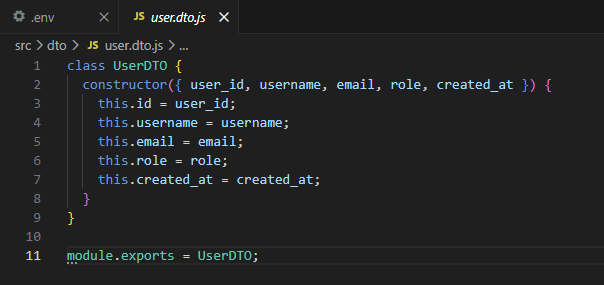 .env
JS user.dto.js
src > dto > JS user.dto.js > ...
1 class UserDTO {
2   constructor({ user_id, username, email, role, created_at }) {
3     this.id = user_id;
4     this.username = username;
5     this.email = email;
6     this.role = role;
7     this.created_at = created_at;
8   }
9 }
10
11 module.exports = UserDTO;